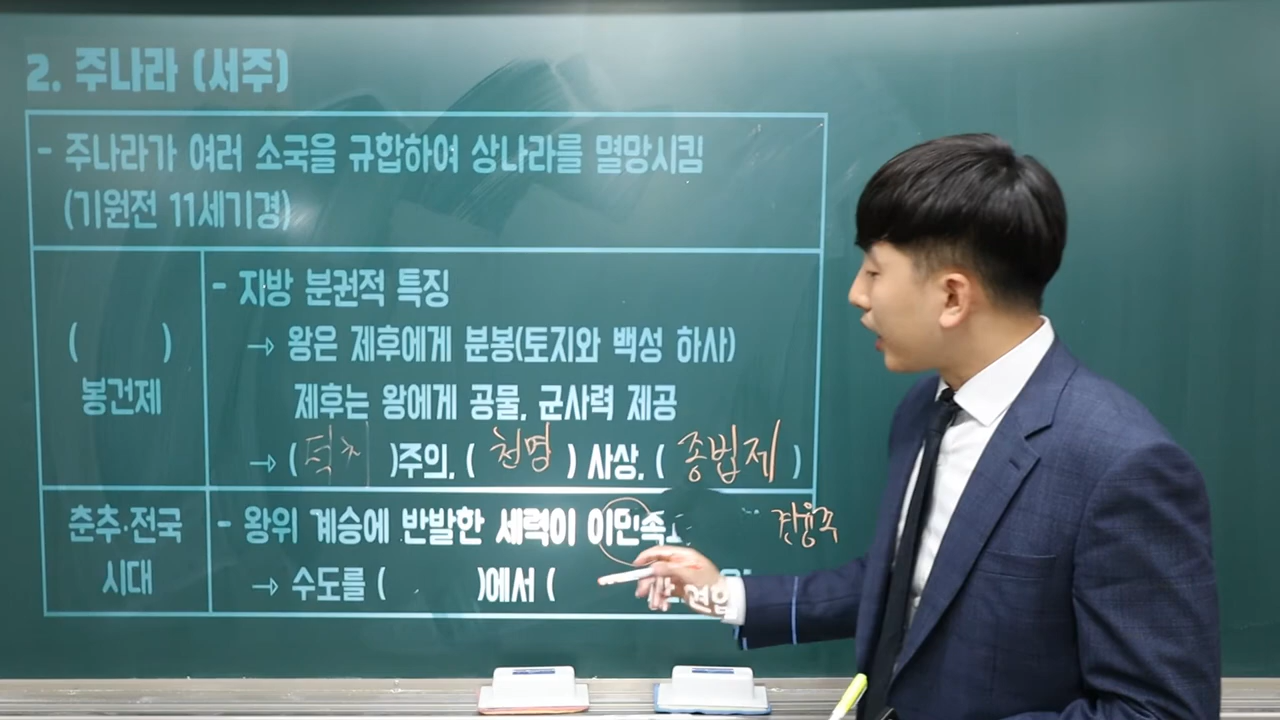 2. 주나라 (서주)
- 주나라가 여러 소국을 규합하여 상나라를 멸망시킴
(기원전 11세기경)
( )
봉건제
- 지방 분권적 특징
→ 왕은 제후에게 분봉(토지와 백성 하사)
제후는 왕에게 공물, 군사력 제공
→ (덕치)주의, (천명) 사상, (종법제)
춘추·전국
시대
- 왕위 계승에 반발한 세력이 이민족
견융족
→ 수도를 ( )에서 (